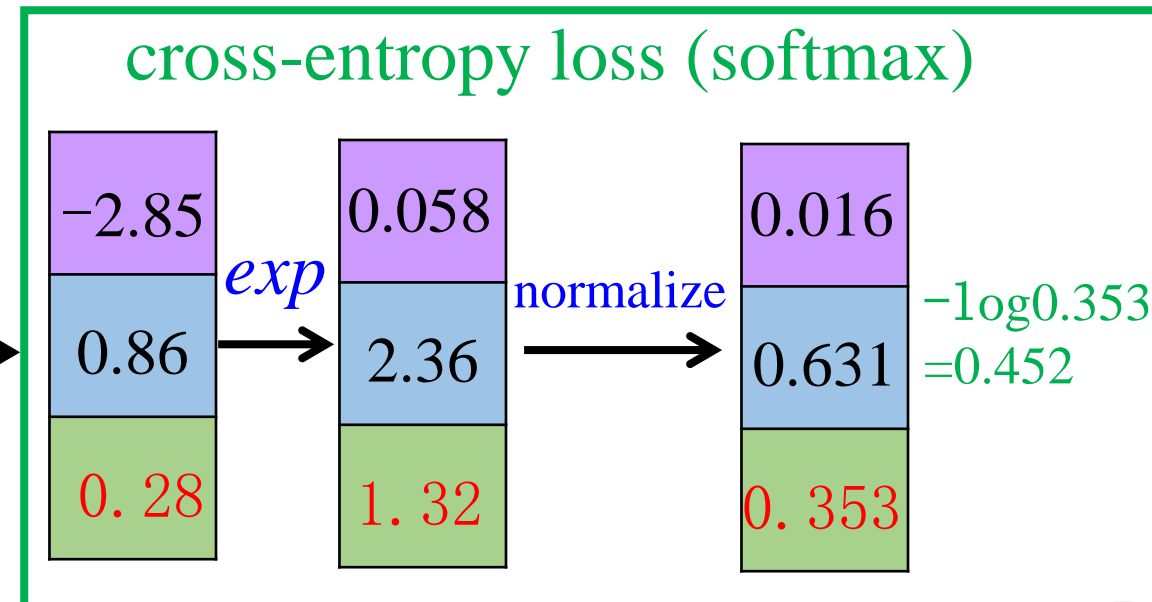 cross-entropy loss (softmax)
−2.85
0.86
0.28
exp
0.058
2.36
1.32
normalize
0.016
0.631
0.353
−log0.353
=0.452